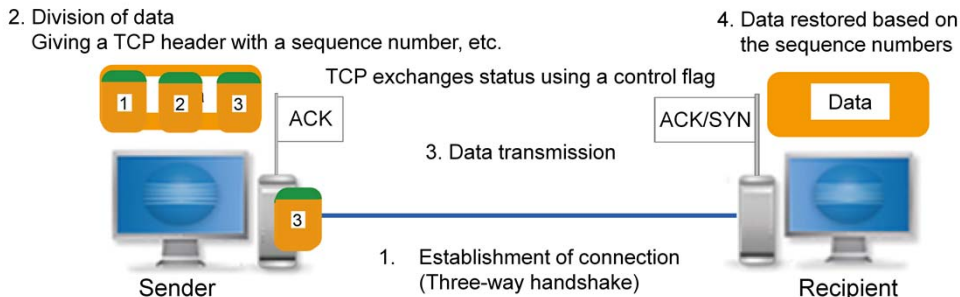 2. Division of data
Giving a TCP header with a sequence number, etc.
4. Data restored based on
the sequence numbers
TCP exchanges status using a control flag
1
2
3
ACK
ACK/SYN
Data
3. Data transmission
3
1. Establishment of connection
(Three-way handshake)
Sender
Recipient